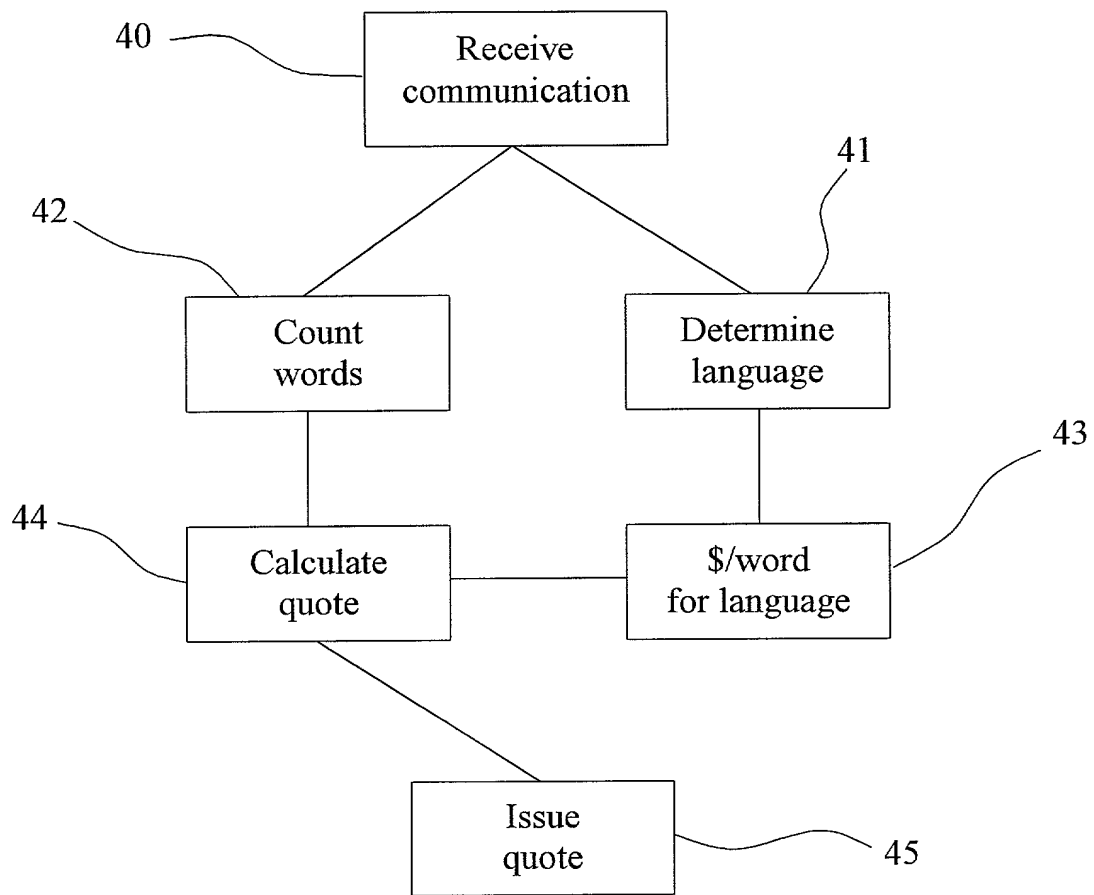 40
Receive
communication
41
42
Count
words
Determine
language
43
44
Calculate
quote
$/word
for language
Issue
quote
45